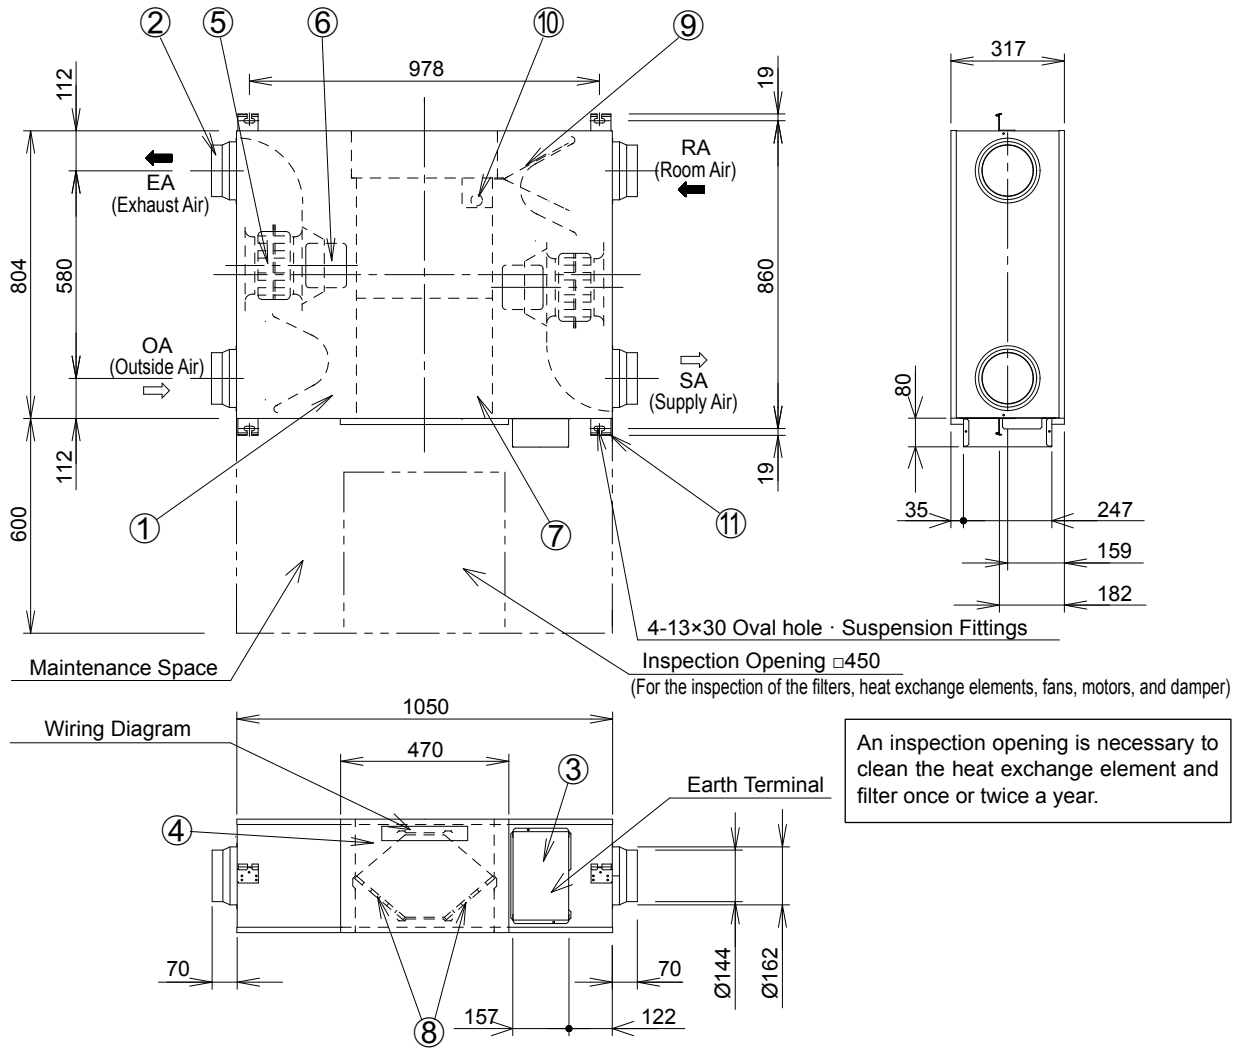 ② ⑤ ⑥ ⑩ ⑨
112
978
19
317
EA
(Exhaust Air)
RA
(Room Air)
804
580
860
OA
(Outside Air)
SA
(Supply Air)
80
112
19
600
① ⑦ ⑪
35
247
159
182
4-13×30 Oval hole · Suspension Fittings
Maintenance Space
Inspection Opening □450
(For the inspection of the filters, heat exchange elements, fans, motors, and damper)
1050
Wiring Diagram
470
③
Earth Terminal
④
An inspection opening is necessary to
clean the heat exchange element and
filter once or twice a year.
70
70
Ø144
Ø162
⑧
157
122